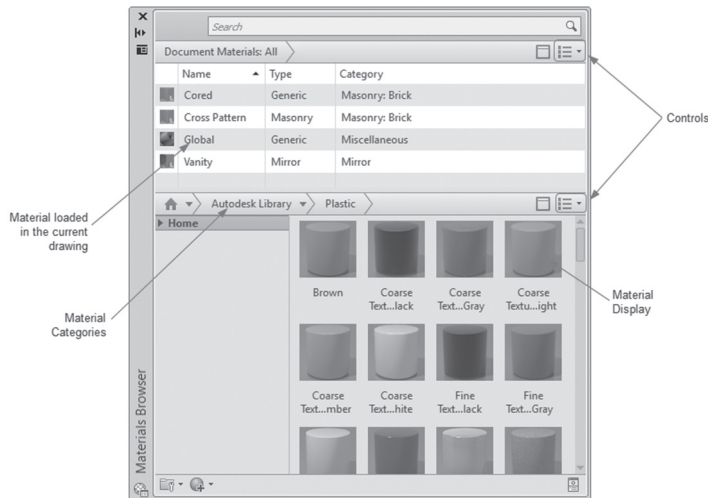 Search
Document Materials: All
Name Type Category
Cored Generic Masonry: Brick
Cross Pattern Masonry Masonry: Brick
Global Generic Miscellaneous
Vanity Mirror Mirror
Controls
Autodesk Library Plastic
Home
Material loaded
in the current
drawing
Brown
Coarse
Text...lack
Coarse
Text...Gray
Coarse
Textu...ight
Material
Display
Material
Categories
Coarse
Text...mber
Coarse
Text...hite
Fine
Text...lack
Fine
Text...Gray
Materials Browser